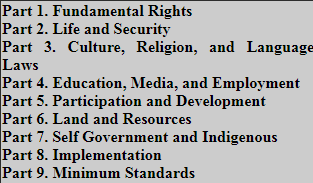 Part 1. Fundamental Rights
Part 2. Life and Security
Part 3. Culture, Religion, and Language
Laws
Part 4. Education, Media, and Employment
Part 5. Participation and Development
Part 6. Land and Resources
Part 7. Self Government and Indigenous
Part 8. Implementation
Part 9. Minimum Standards